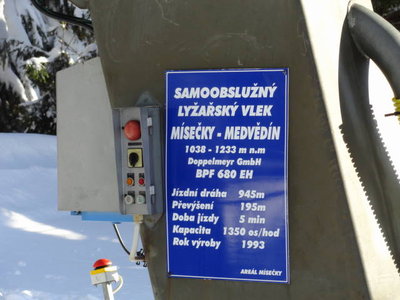 SAMOOBSLUŽNÝ
LYŽAŘSKÝ VLEK
MÍSEČKY - MEDVĚDÍN
1038 - 1233 m n.m
Doppelmeyr GmbH
BPF 680 EH
Jízdní dráha 945m
Převýšení 195m
Doba jízdy 5 min
Kapacita 1350 os/hod
Rok výroby 1993
AREÁL MÍSEČKY